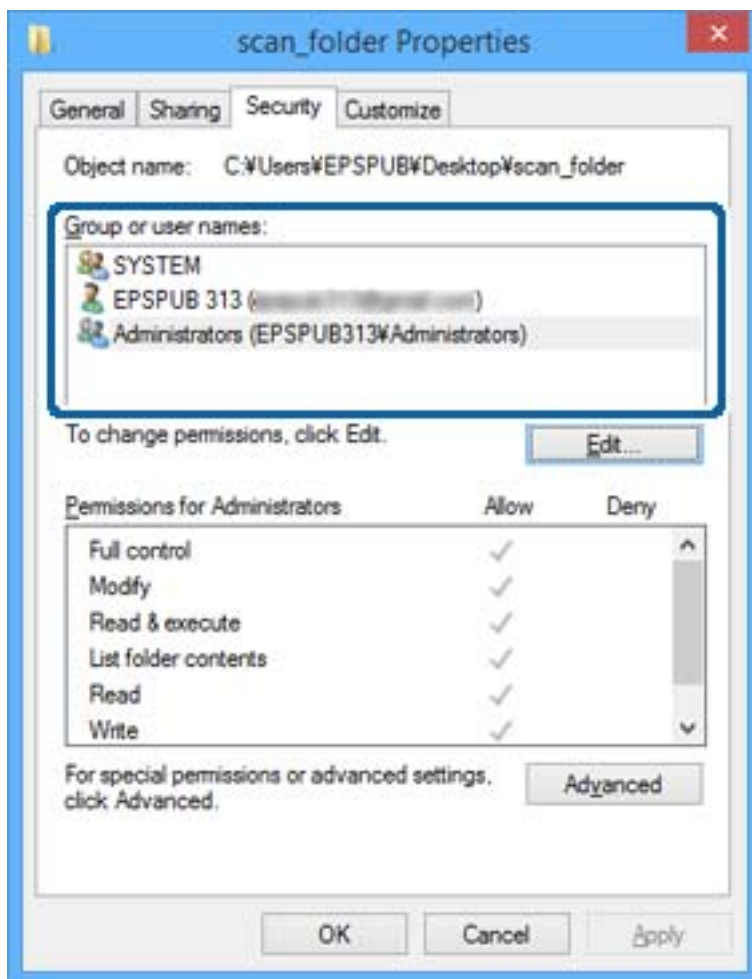 scan_folder Properties
General Sharing Security Customize
Object name: C:¥Users¥EPSPUB¥Desktop¥scan_folder
Group or user names:
SYSTEM
EPSPUB 313 ( )
Administrators (EPSPUB313¥Administrators)
To change permissions, click Edit.
Edit...
Permissions for Administrators Allow Deny
Full control
Modify
Read & execute
List folder contents
Read
Write
For special permissions or advanced settings,
click Advanced.
Advanced
OK Cancel Apply